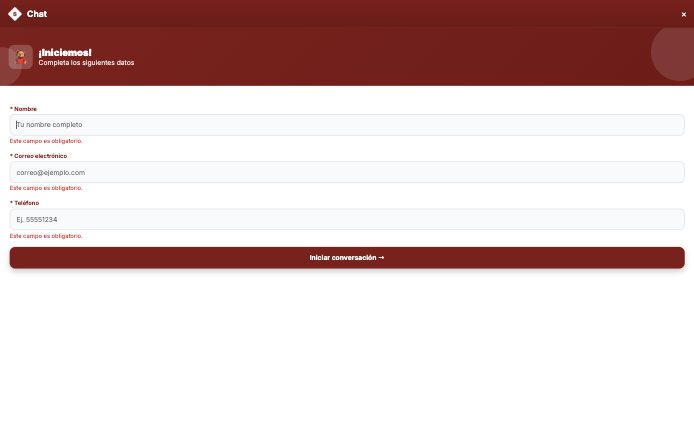 Chat
×
¡Iniciemos!
Completa los siguientes datos
* Nombre
Tu nombre completo
Este campo es obligatorio.
* Correo electrónico
correo@ejemplo.com
Este campo es obligatorio.
* Teléfono
Ej. 55551234
Este campo es obligatorio.
Iniciar conversación →